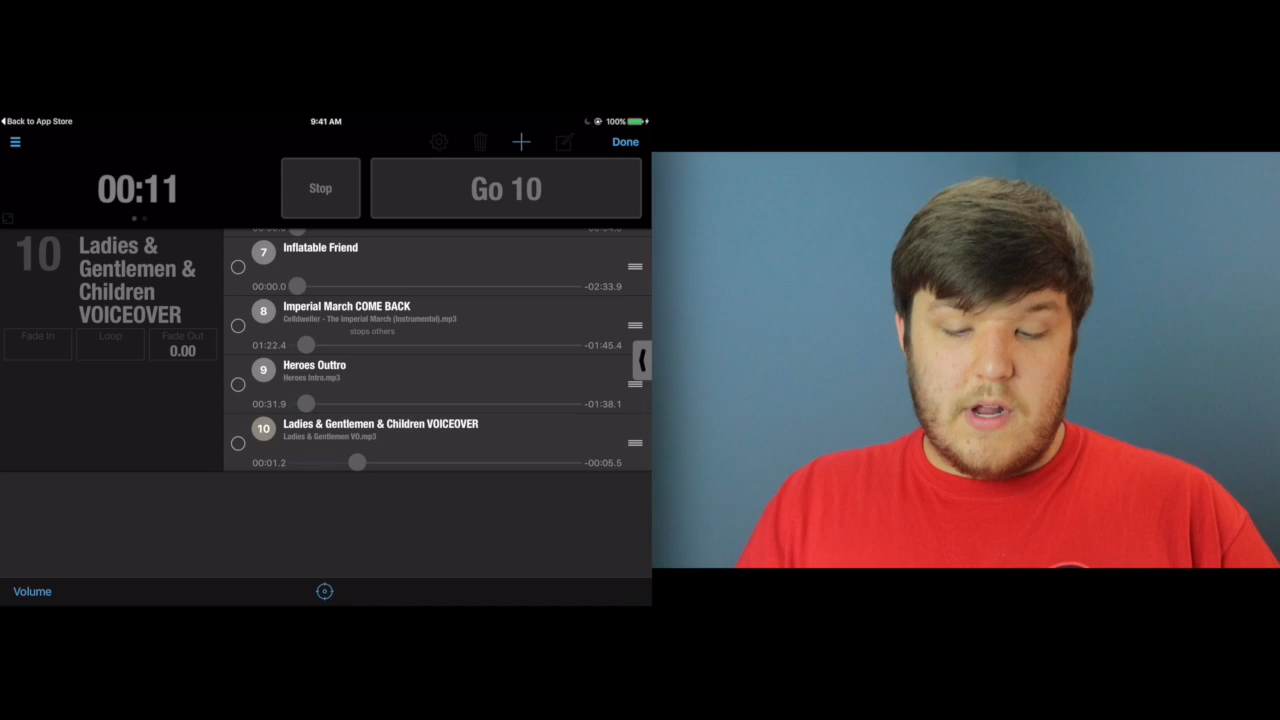 Back to App Store
9:41 AM
100%
Done
00:11
Stop
Go 10
10
Ladies &
Gentlemen &
Children
VOICEOVER
Fade In
Loop
Fade Out
0.00
7
Inflatable Friend
00:00.0
-02:33.9
8
Imperial March COME BACK
Celldweller - The Imperial March (Instrumental).mp3
stops others
01:22.4
-01:45.4
9
Heroes Outtro
Heroes Intro.mp3
00:31.9
-01:38.1
10
Ladies & Gentlemen & Children VOICEOVER
Ladies & Gentlemen VO.mp3
00:01.2
-00:05.5
Volume